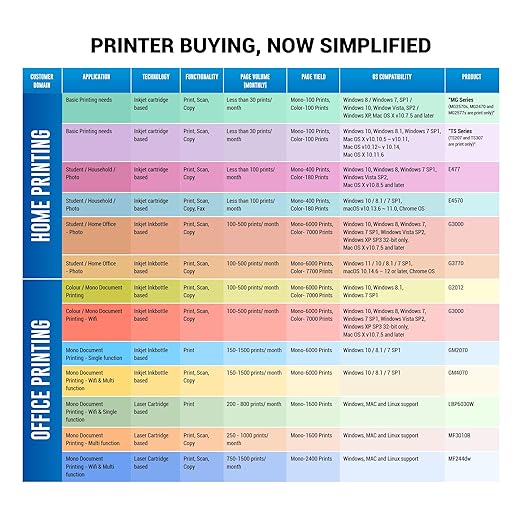 PRINTER BUYING, NOW SIMPLIFIED
CUSTOMER DOMAIN
APPLICATION
TECHNOLOGY
FUNCTIONALITY
PAGE VOLUME (MONTHLY)
PAGE YIELD
OS COMPATIBILITY
PRODUCT
HOME PRINTING
Basic Printing needs
Inkjet cartridge
based
Print, Scan,
Copy
Less than 30 prints/
month
Mono-100 Prints,
Color-100 Prints
Windows 8 / Windows 7, SP1 /
Windows 10, Window Vista, SP2 /
Windows XP, Mac OS X v10.7.5 and later
"MG Series
(MG2570s, MG2470 and
MG2577s are print only)"
Basic Printing needs
Inkjet cartridge
based
Print, Scan,
Copy
Less than 30 prints/
month
Mono-100 Prints,
Color-100 Prints
Windows 10, Windows 8.1, Windows 7 SP1,
Mac OS X v10.10.5 ~ v10.11,
Mac OS v10.12~ v 10.14,
Mac OS X 10.11.6
"TS Series
(TS207 and TS307
are print only)"
Student / Household /
Photo
Inkjet cartridge
based
Print, Scan,
Copy
Less than 100 prints/
month
Mono-400 Prints,
Color-180 Prints
Windows 10, Windows 8, Windows 7 SP1,
Windows Vista SP2,
Mac OS X v10.8.5 and later
E477
Student / Household /
Photo
Inkjet cartridge
based
Print, Scan,
Copy, Fax
Less than 100 prints/
month
Mono-400 Prints,
Color-180 Prints
Windows 10 / 8.1 / 7 SP1,
macOS v10.13.6 ~ 11.0, Chrome OS
E4570
Student / Home Office
- Photo
Inkjet Inkbottle
based
Print, Scan,
Copy
100-500 prints/ month
Mono-6000 Prints,
Color- 7000 Prints
Windows 10, Windows 8, Windows 7,
Windows 7 SP1, Windows Vista SP2,
Windows XP SP3 32-bit only,
Mac OS X v10.7.5 and later
G3000
Student / Home Office
- Photo
Inkjet Inkbottle
based
Print, Scan,
Copy
100-500 prints/ month
Mono-6000 Prints,
Color- 7700 Prints
Windows 11 / 10 / 8.1 / 7 SP1,
macOS 10.14.6 ~ 12 or later, Chrome OS
G3770
OFFICE PRINTING
Colour / Mono Document
Printing
Inkjet Inkbottle
based
Print, Scan,
Copy
100-500 prints/ month
Mono-6000 Prints,
Color- 7000 Prints
Windows 10, Windows 8.1,
Windows 7 SP1
G2012
Colour / Mono Document
Printing - Wifi
Inkjet Inkbottle
based
Print, Scan,
Copy
100-500 prints/ month
Mono-6000 Prints,
Color- 7000 Prints
Windows 10, Windows 8, Windows 7,
Windows 7 SP1, Windows Vista SP2,
Windows XP SP3 32-bit only,
Mac OS X v10.7.5 and later
G3000
Mono Document
Printing - Single function
Inkjet Inkbottle
based
Print
150-1500 prints/ month
Mono-6000 Prints
Windows 10 / 8.1 / 7 SP1
GM2070
Mono Document
Printing - Wifi & Multi
function
Inkjet Inkbottle
based
Print, Scan,
Copy
150-1500 prints/ month
Mono-6000 Prints
Windows 10 / 8.1 / 7 SP1
GM4070
Mono Document
Printing - Wifi & Single
function
Laser Cartridge
based
Print
200 - 800 prints/ month
Mono-1600 Prints
Windows, MAC and Linux support
LBP6030W
Mono Document
Printing - Multi function
Laser Cartridge
based
Print, Scan,
Copy
250 - 1000 prints/
month
Mono-1600 Prints
Windows, MAC and Linux support
MF3010B
Mono Document
Printing - Wifi & Multi
function
Laser Cartridge
based
Print, Scan,
Copy
750-1500 prints/
month
Mono-2400 Prints
Windows, MAC and Linux support
MF244dw